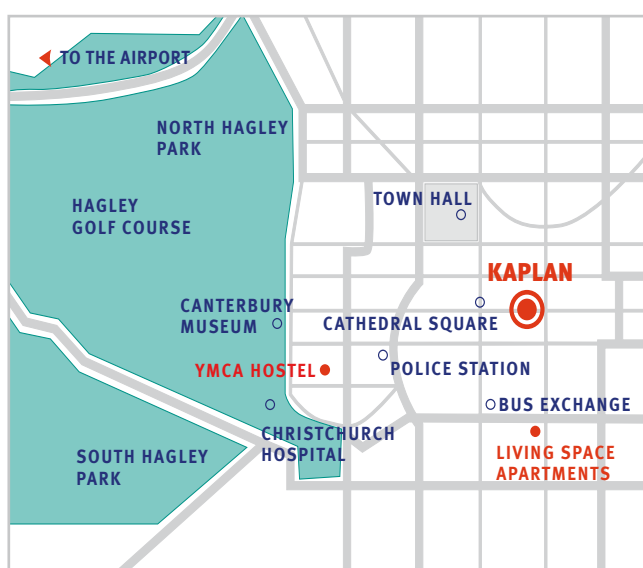 TO THE AIRPORT
NORTH HAGLEY
PARK
HAGLEY
GOLF COURSE
TOWN HALL
KAPLAN
CANTERBURY
MUSEUM
CATHEDRAL SQUARE
YMCA HOSTEL
POLICE STATION
BUS EXCHANGE
CHRISTCHURCH
HOSPITAL
SOUTH HAGLEY
PARK
LIVING SPACE
APARTMENTS